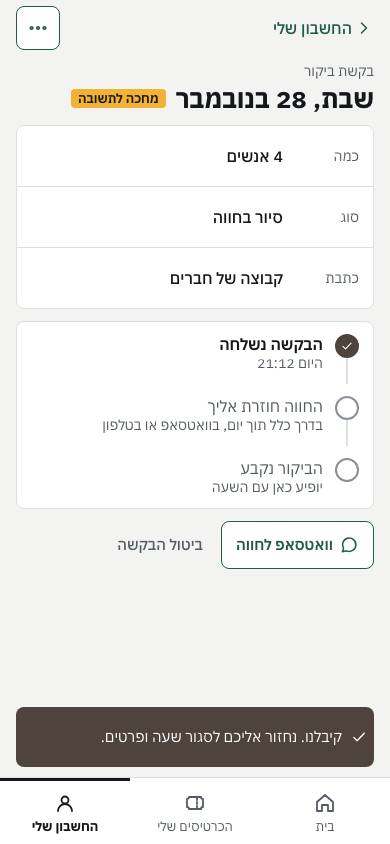 החשבון שלי
בקשת ביקור
שבת, 28 בנובמבר מחכה לתשובה
כמה 4 אנשים
סוג סיור בחווה
כתבת קבוצה של חברים
הבקשה נשלחה
היום 21:12
החווה חוזרת אליך
בדרך כלל תוך יום, בוואטסאפ או בטלפון
הביקור נקבע
יופיע כאן עם השעה
וואטסאפ לחווה ביטול הבקשה
קיבלנו. נחזור אליכם לסגור שעה ופרטים.
בית הכרטיסים שלי החשבון שלי